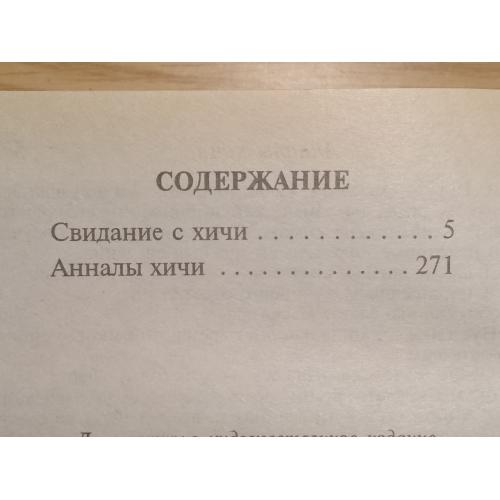 СОДЕРЖАНИЕ
Свидание с хичи . . . . . . . . . . . . 5
Анналы хичи . . . . . . . . . . . . . . 271